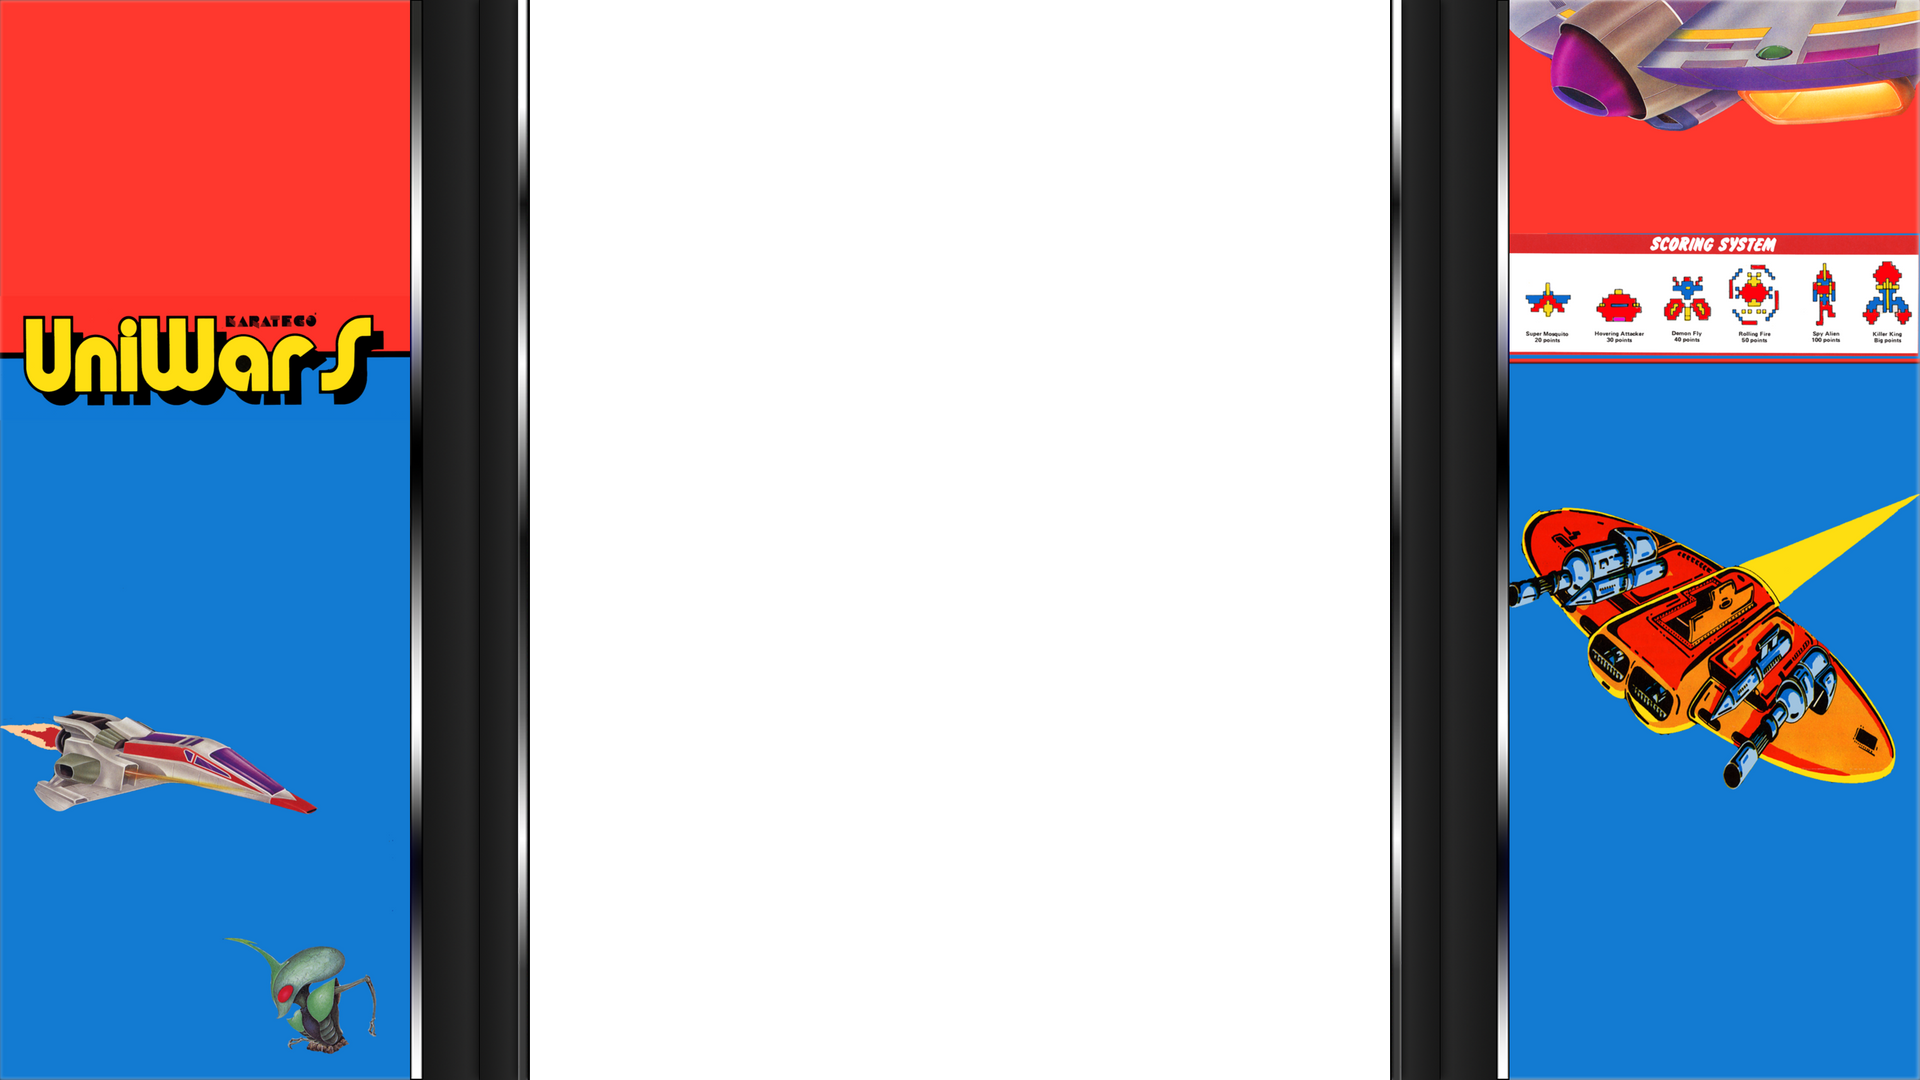 KARATECO
UniWarS
SCORING SYSTEM
Super Mosquito
20 points
Hovering Attacker
30 points
Demon Fly
40 points
Rolling Fire
50 points
Spy Alien
100 points
Killer King
Big points